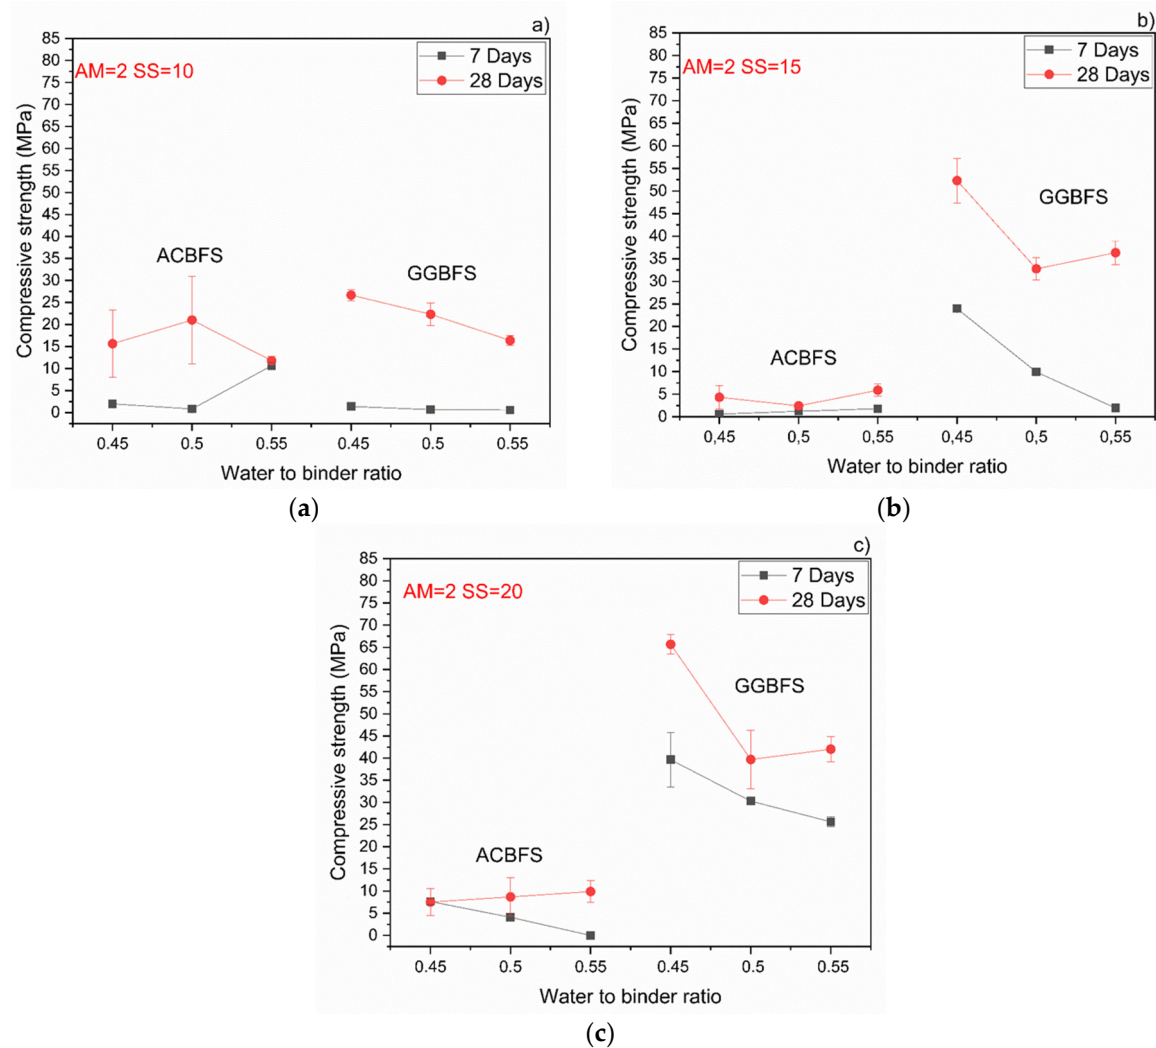 a)
85
80
75
70
65
60
55
50
45
40
35
30
25
20
15
10
5
0
Compressive strength (MPa)
AM=2 SS=10
7 Days
28 Days
ACBFS
GGBFS
0.45 0.5 0.55 0.45 0.5 0.55
Water to binder ratio
(a)
b)
85
80
75
70
65
60
55
50
45
40
35
30
25
20
15
10
5
0
Compressive strength (MPa)
AM=2 SS=15
7 Days
28 Days
GGBFS
ACBFS
0,45 0,5 0,55 0,45 0,5 0,55
Water to binder ratio
(b)
c)
85
80
75
70
65
60
55
50
45
40
35
30
25
20
15
10
5
0
Compressive strength (MPa)
AM=2 SS=20
7 Days
28 Days
GGBFS
ACBFS
0.45 0.5 0.55 0.45 0.5 0.55
Water to binder ratio
(c)